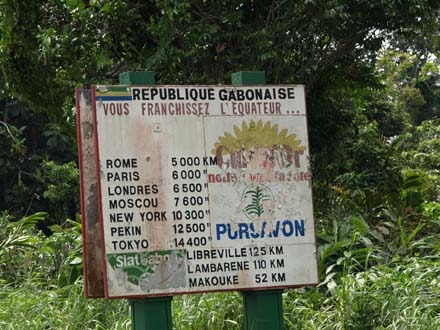 REPUBLIQUE GABONAISE
VOUS FRANCHISSEZ L'EQUATEUR...
ROME 5 000 KM
PARIS 6 000"
LONDRES 6 500"
MOSCOU 7 600"
NEW YORK 10 300"
PEKIN 12 500"
TOKYO 14 400"
PURSAVON
LIBREVILLE 125 KM
LAMBARENE 110 KM
MAKOUKE 52 KM